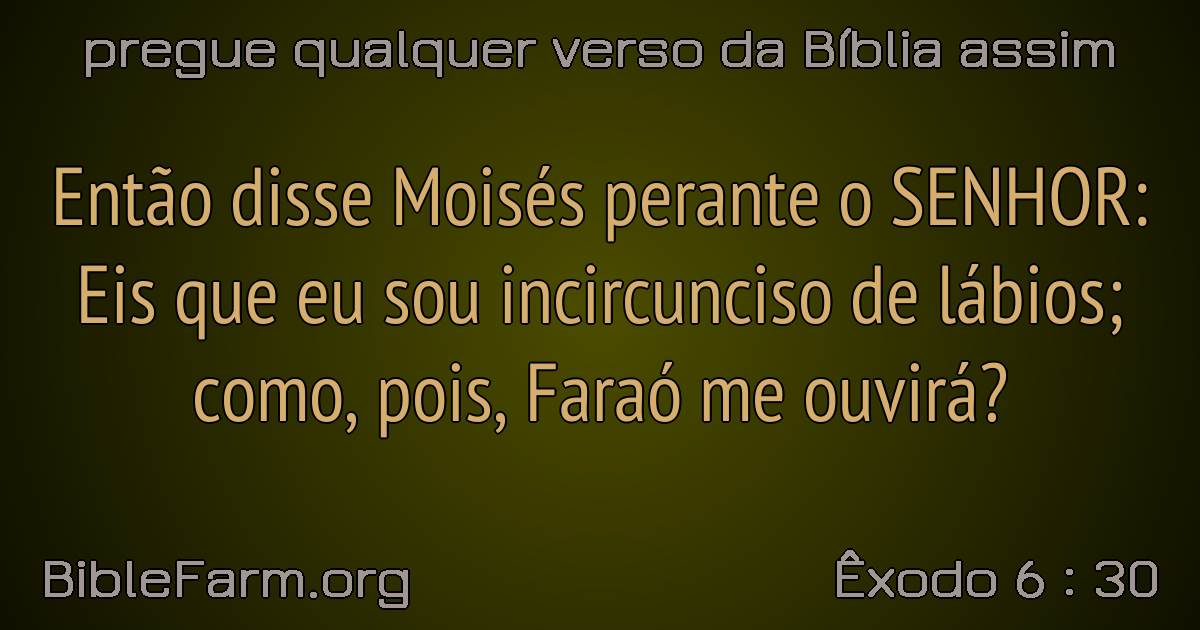 pregue qualquer verso da Bíblia assim
Então disse Moisés perante o SENHOR:
Eis que eu sou incircunciso de lábios;
como, pois, Faraó me ouvirá?
BibleFarm.org
Êxodo 6 : 30